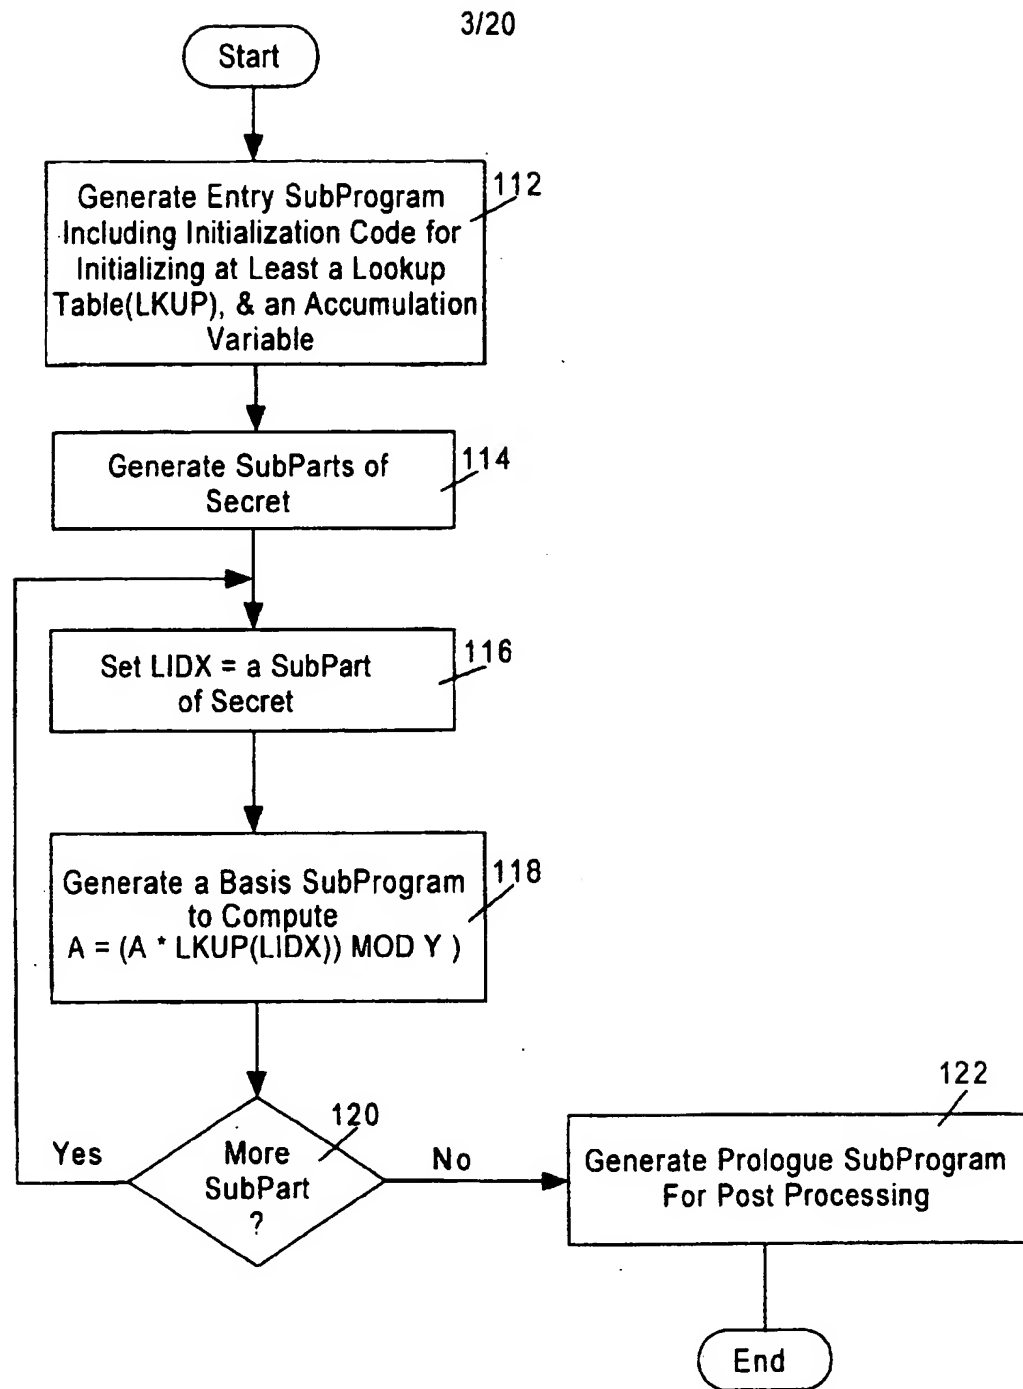 3/20
Start
Generate Entry SubProgram
Including Initialization Code for
Initializing at Least a Lookup
Table(LKUP), & an Accumulation
Variable
112
Generate SubParts of
Secret
114
Set LIDX = a SubPart
of Secret
116
Generate a Basis SubProgram
to Compute
A = (A * LKUP(LIDX)) MOD Y )
118
More
SubPart
?
120
Yes
No
Generate Prologue SubProgram
For Post Processing
122
End